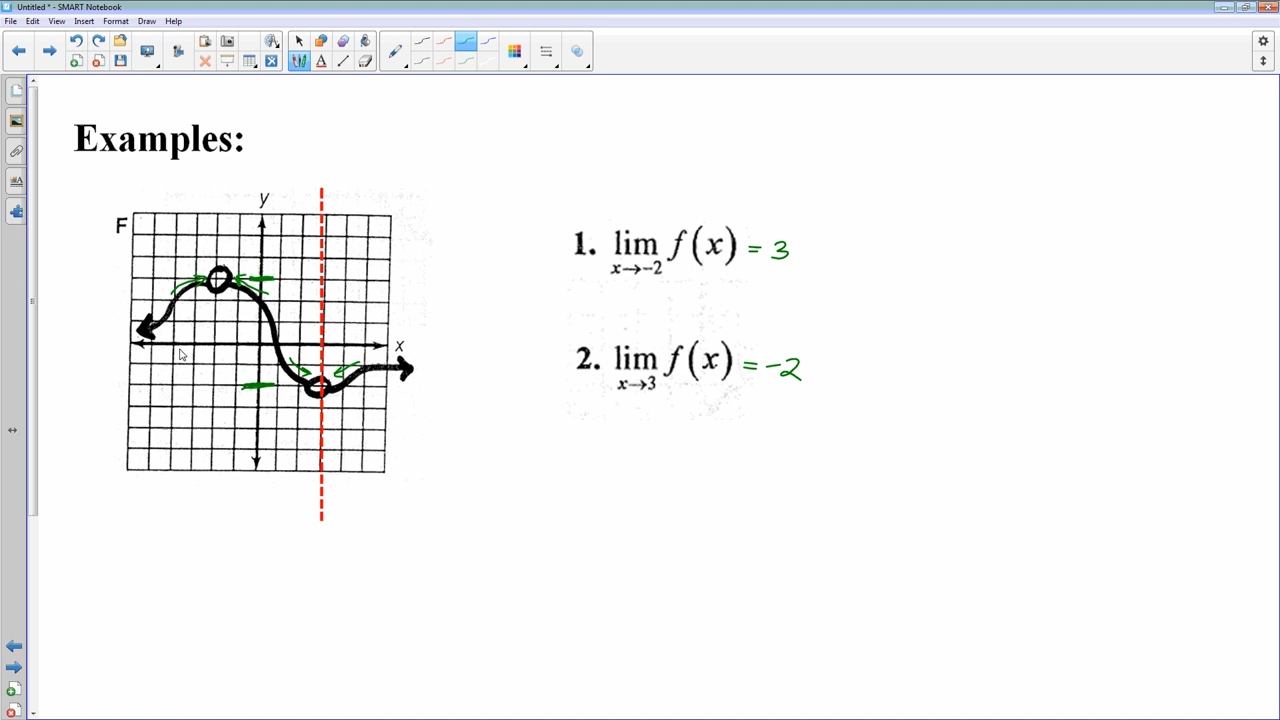 Untitled * - SMART Notebook
File Edit View Insert Format Draw Help
Examples:
y
F
x
1. lim f(x) = 3
x→-2
2. lim f(x) = -2
x→3